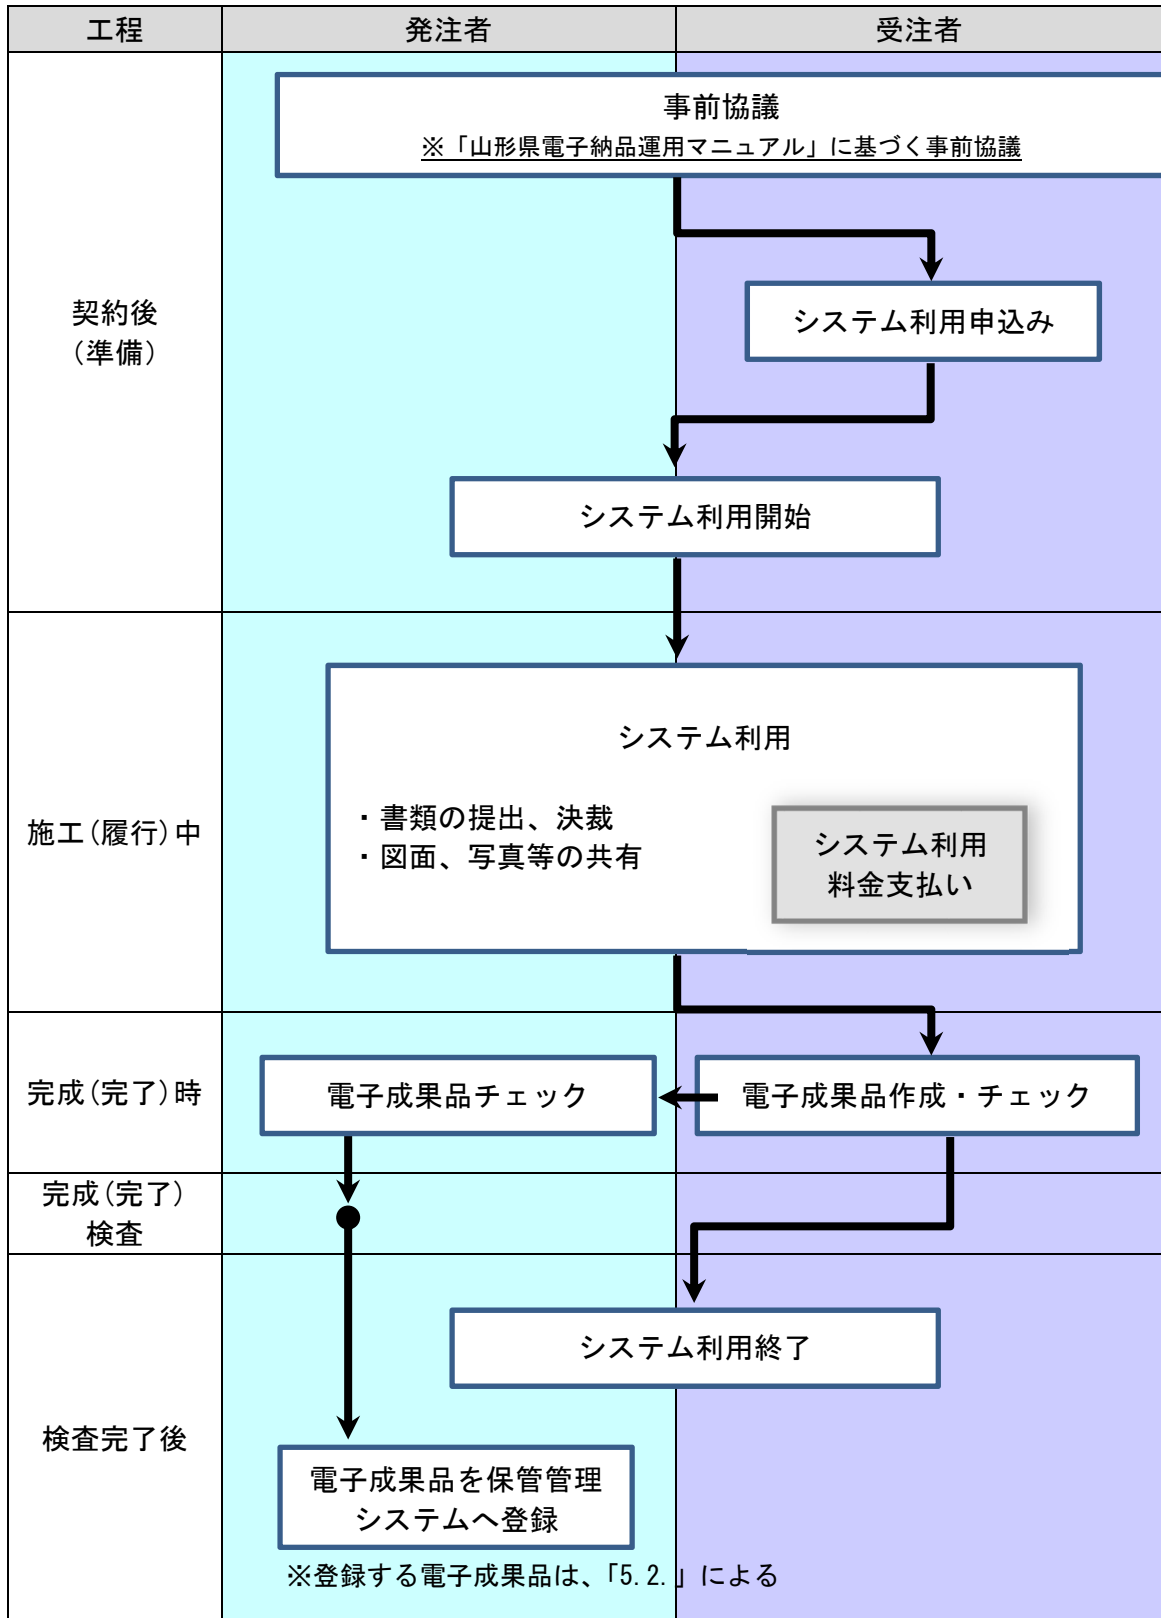 工程
発注者
受注者
事前協議
※「山形県電子納品運用マニュアル」に基づく事前協議
契約後
(準備)
システム利用申込み
システム利用開始
施工(履行)中
システム利用
・書類の提出、決裁
・図面、写真等の共有
システム利用
料金支払い
完成(完了)時
電子成果品チェック
電子成果品作成・チェック
完成(完了)
検査
検査完了後
システム利用終了
電子成果品を保管管理
システムへ登録
※登録する電子成果品は、「5.2.」による